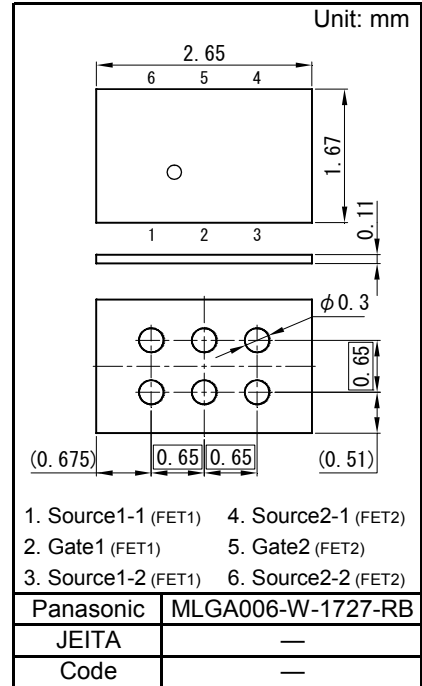 Unit: mm
2.65
6 5 4
1.67
1 2 3
0.11
φ0.3
0.65
(0.675) 0.65 0.65 (0.51)
1. Source1-1 (FET1) 4. Source2-1 (FET2)
2. Gate1 (FET1) 5. Gate2 (FET2)
3. Source1-2 (FET1) 6. Source2-2 (FET2)
Panasonic MLGA006-W-1727-RB
JEITA —
Code —